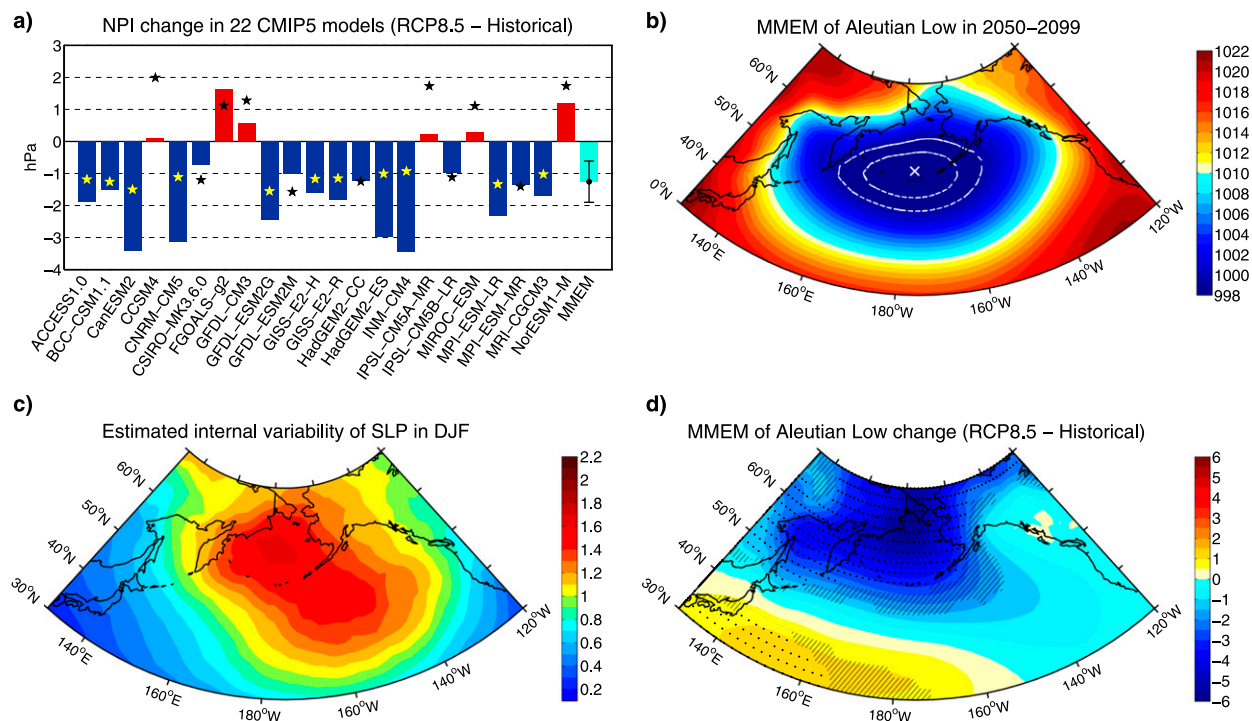 a)
NPI change in 22 CMIP5 models (RCP8.5 – Historical)
3
2
1
0
−1
−2
−3
−4
hPa
ACCESS1.0
BCC−CSM1.1
CanESM2
CCSM4
CNRM−CM5
CSIRO−MK3.6.0
FGOALS−g2
GFDL−CM3
GFDL−ESM2G
GFDL−ESM2M
GISS−E2−H
GISS−E2−R
HadGEM2−CC
HadGEM2−ES
INM−CM4
IPSL−CM5A−MR
IPSL−CM5B−LR
MIROC−ESM
MPI−ESM−LR
MPI−ESM−MR
MRI−CGCM3
NorESM1−M
MMEM
b)
MMEM of Aleutian Low in 2050−2099
60°N
50°N
40°N
0°N
140°E
160°E
180°W
160°W
140°W
120°W
1022
1020
1018
1016
1014
1012
1010
1008
1006
1004
1002
1000
998
c)
Estimated internal variability of SLP in DJF
60°N
50°N
40°N
30°N
140°E
160°E
180°W
160°W
140°W
120°W
2.2
2
1.8
1.6
1.4
1.2
1
0.8
0.6
0.4
0.2
d)
MMEM of Aleutian Low change (RCP8.5 − Historical)
60°N
50°N
40°N
30°N
140°E
160°E
180°W
160°W
140°W
120°W
6
5
4
3
2
1
0
−1
−2
−3
−4
−5
−6